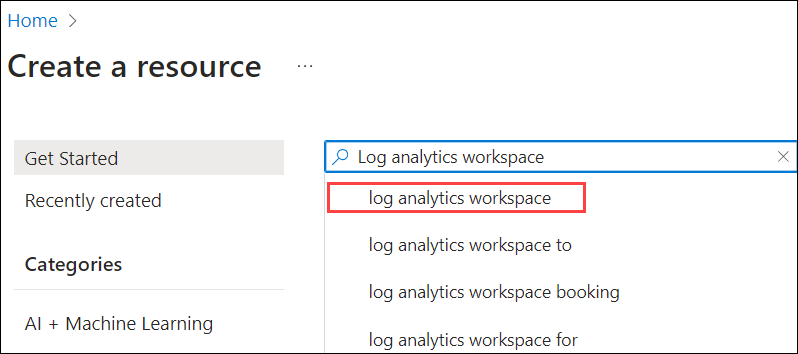 Home >
Create a resource ...
Get Started
Recently created
Categories
AI + Machine Learning
Log analytics workspace
log analytics workspace
log analytics workspace to
log analytics workspace booking
log analytics workspace for